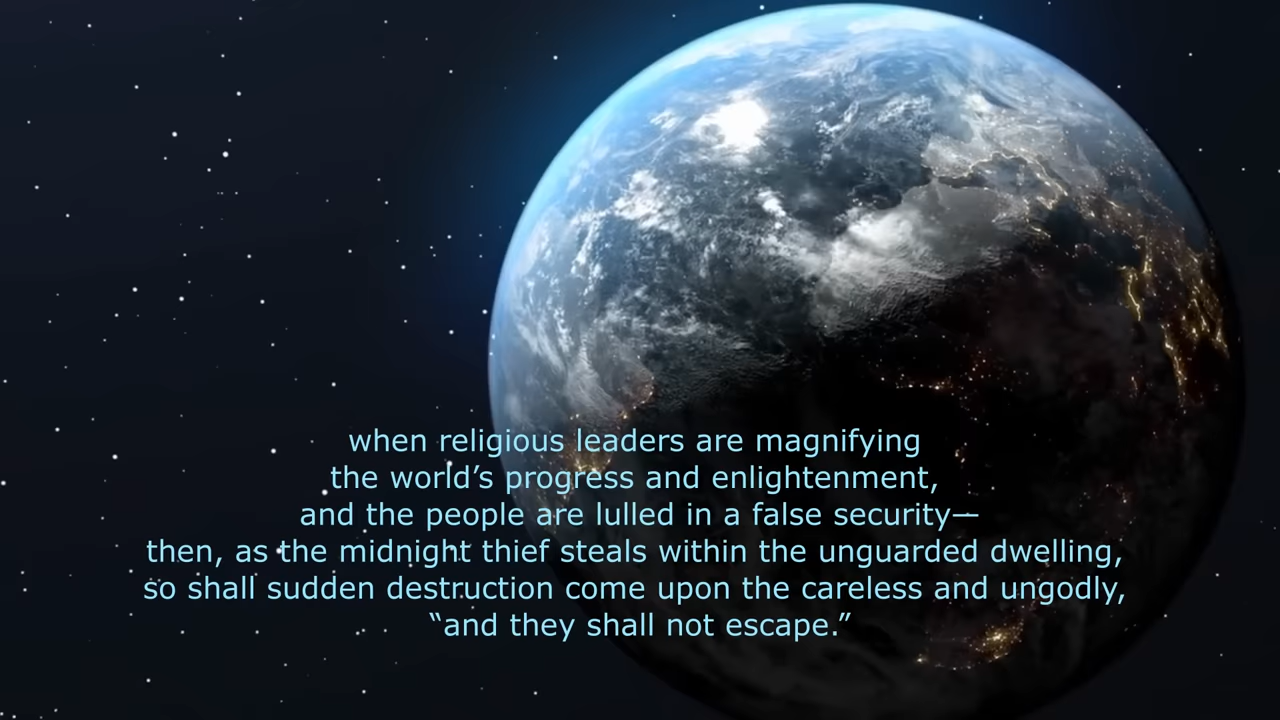 when religious leaders are magnifying
the world’s progress and enlightenment,
and the people are lulled in a false security—
then, as the midnight thief steals within the unguarded dwelling,
so shall sudden destruction come upon the careless and ungodly,
“and they shall not escape.”